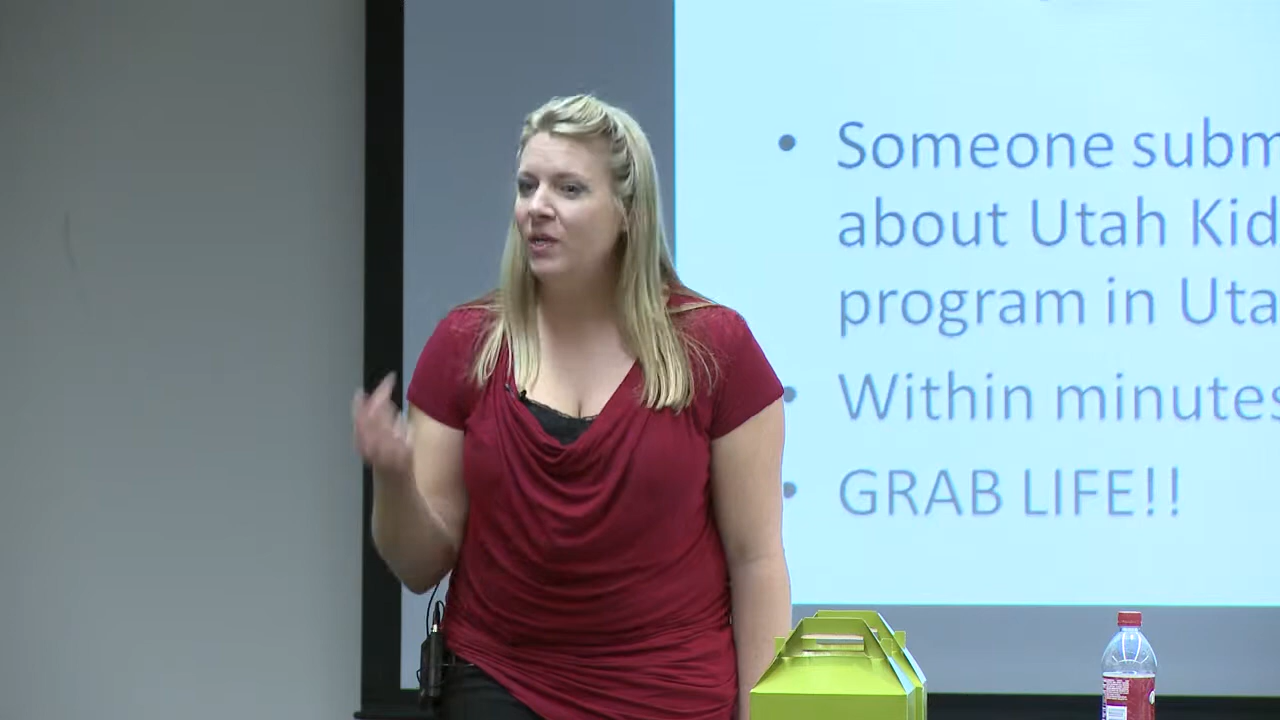 • Someone subm
about Utah Kid
program in Uta
• Within minutes
• GRAB LIFE!!